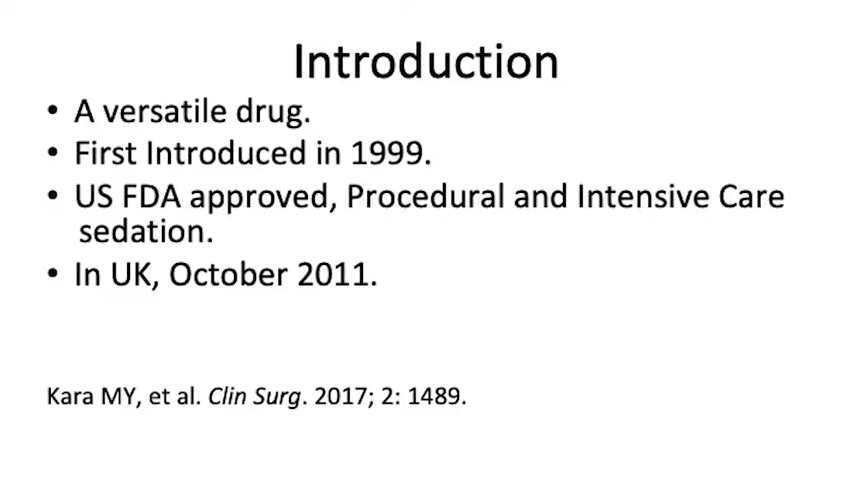 Introduction
• A versatile drug.
• First Introduced in 1999.
• US FDA approved, Procedural and Intensive Care
sedation.
• In UK, October 2011.
Kara MY, et al. Clin Surg. 2017; 2: 1489.